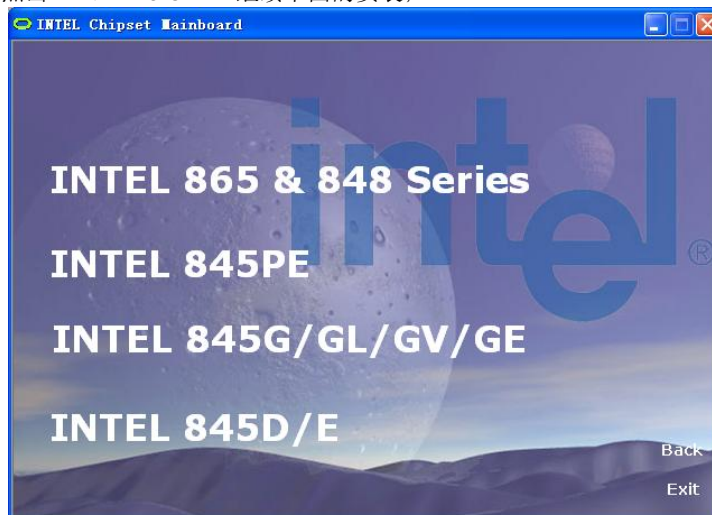 INTEL Chipset Mainboard
intel
®
INTEL 865 & 848 Series
INTEL 845PE
INTEL 845G/GL/GV/GE
INTEL 845D/E
Back
Exit